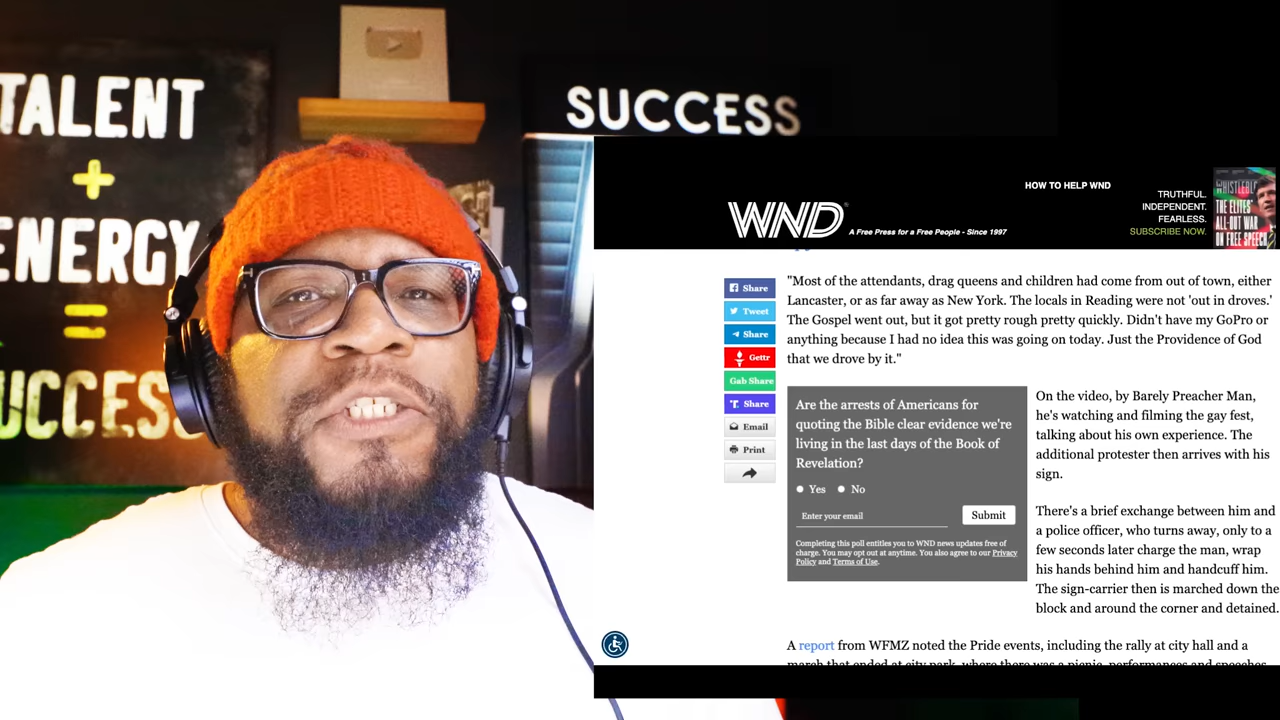 TALENT
+
ENERGY
=
SUCCESS
SUCCESS
HOW TO HELP WND
TRUTHFUL.
INDEPENDENT.
FEARLESS.
SUBSCRIBE NOW.
THE ELITES'
ALL-OUT WAR
ON FREE SPEECH
WND®
A Free Press for a Free People - Since 1997
Share
Tweet
Share
Gettr
Gab Share
Share
Email
Print
"Most of the attendants, drag queens and children had come from out of town, either
Lancaster, or as far away as New York. The locals in Reading were not 'out in droves.'
The Gospel went out, but it got pretty rough pretty quickly. Didn't have my GoPro or
anything because I had no idea this was going on today. Just the Providence of God
that we drove by it."
Are the arrests of Americans for
quoting the Bible clear evidence we're
living in the last days of the Book of
Revelation?
Yes No
Enter your email
Submit
Completing this poll entitles you to WND news updates free of
charge. You may opt out at anytime. You also agree to our Privacy
Policy and Terms of Use.
On the video, by Barely Preacher Man,
he's watching and filming the gay fest,
talking about his own experience. The
additional protester then arrives with his
sign.
There's a brief exchange between him and
a police officer, who turns away, only to a
few seconds later charge the man, wrap
his hands behind him and handcuff him.
The sign-carrier then is marched down the
block and around the corner and detained.
A report from WFMZ noted the Pride events, including the rally at city hall and a
march that ended at city park, where there was a picnic, performances and speeches